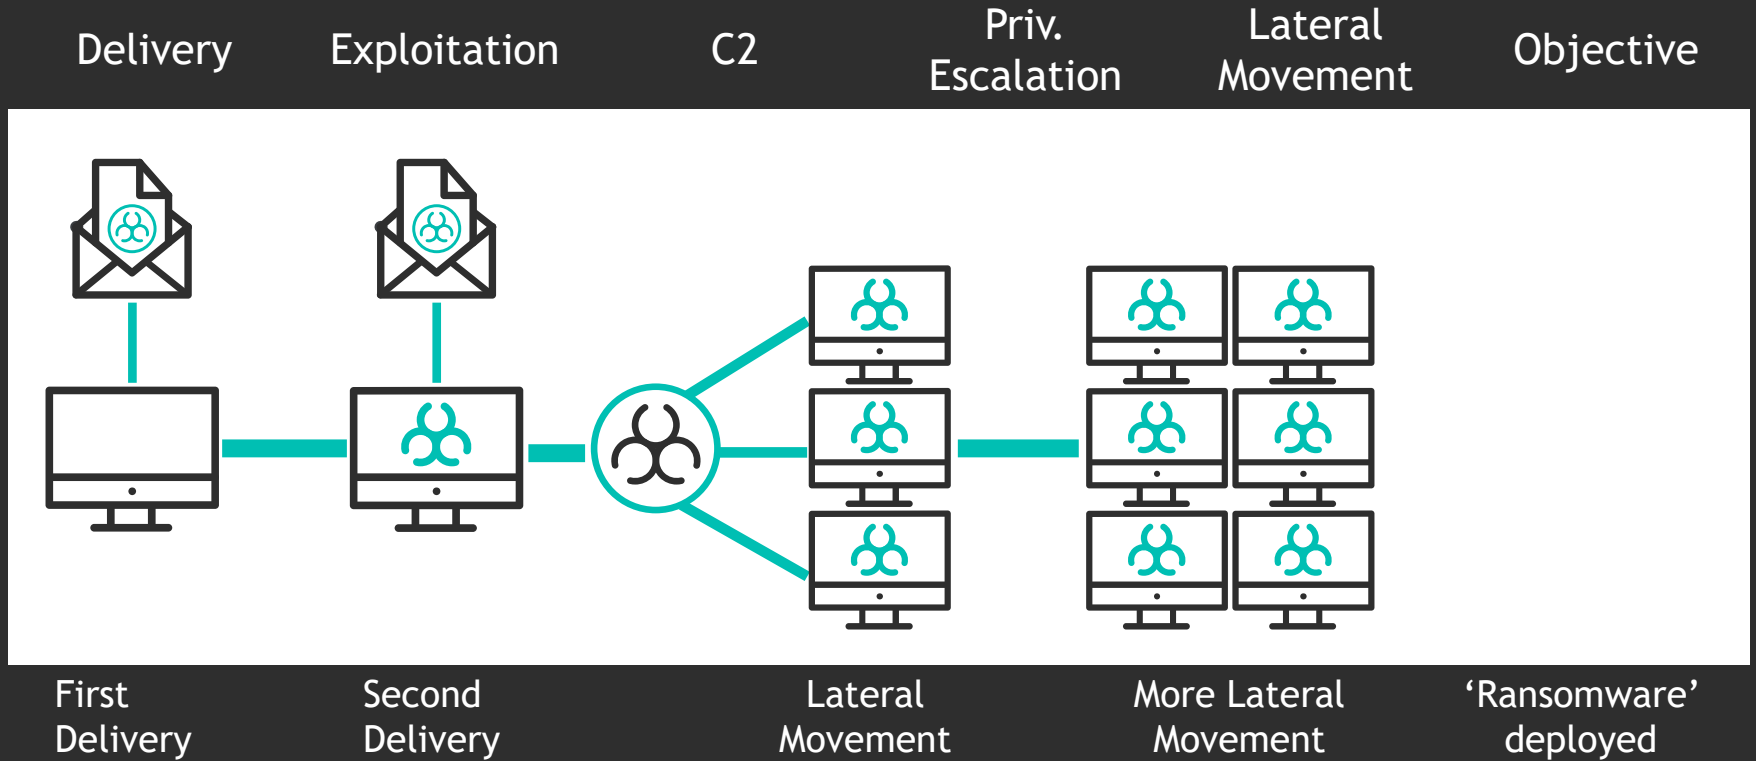 Delivery
Exploitation
C2
Priv.
Escalation
Lateral
Movement
Objective
First
Delivery
Second
Delivery
Lateral
Movement
More Lateral
Movement
‘Ransomware’
deployed